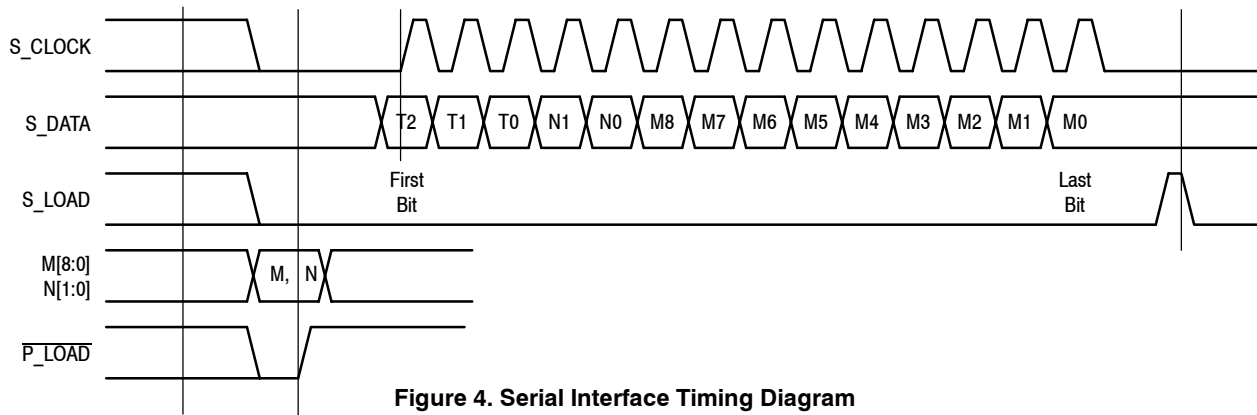 S_CLOCK
S_DATA
T2 T1 T0 N1 N0 M8 M7 M6 M5 M4 M3 M2 M1 M0
First
Bit
Last
Bit
S_LOAD
M[8:0]
N[1:0]
M, N
P_LOAD
Figure 4. Serial Interface Timing Diagram